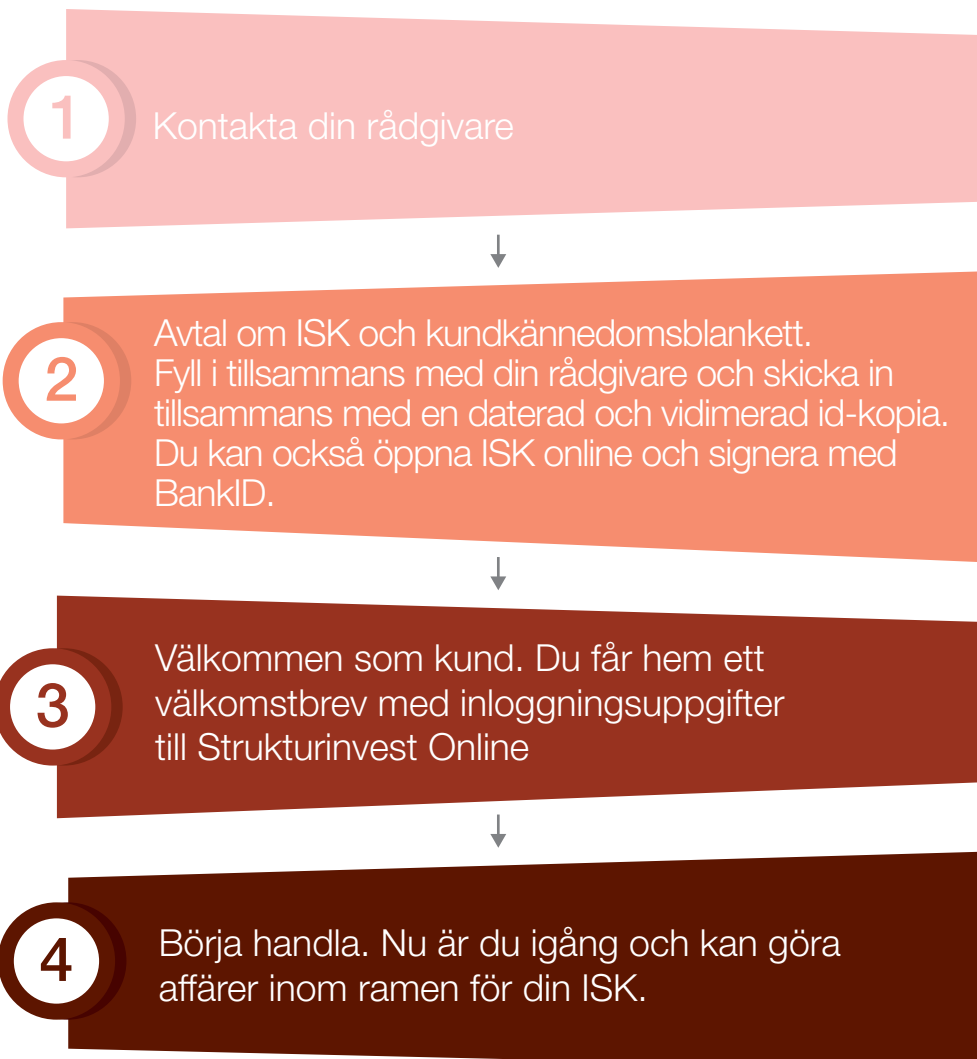 1
Kontakta din rådgivare
2
Avtal om ISK och kundkännedomsblankett.
Fyll i tillsammans med din rådgivare och skicka in
tillsammans med en daterad och vidimerad id-kopia.
Du kan också öppna ISK online och signera med
BankID.
3
Välkommen som kund. Du får hem ett
välkomstbrev med inloggningsuppgifter
till Strukturinvest Online
4
Börja handla. Nu är du igång och kan göra
affärer inom ramen för din ISK.